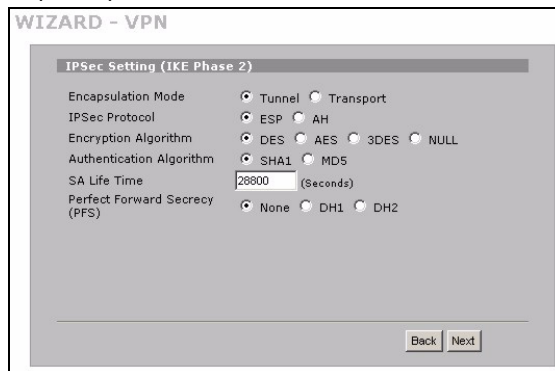 WIZARD - VPN
IPSec Setting (IKE Phase 2)
Encapsulation Mode Tunnel Transport
IPSec Protocol ESP AH
Encryption Algorithm DES AES 3DES NULL
Authentication Algorithm SHA1 MD5
SA Life Time 28800 (Seconds)
Perfect Forward Secrecy
(PFS) None DH1 DH2
Back Next